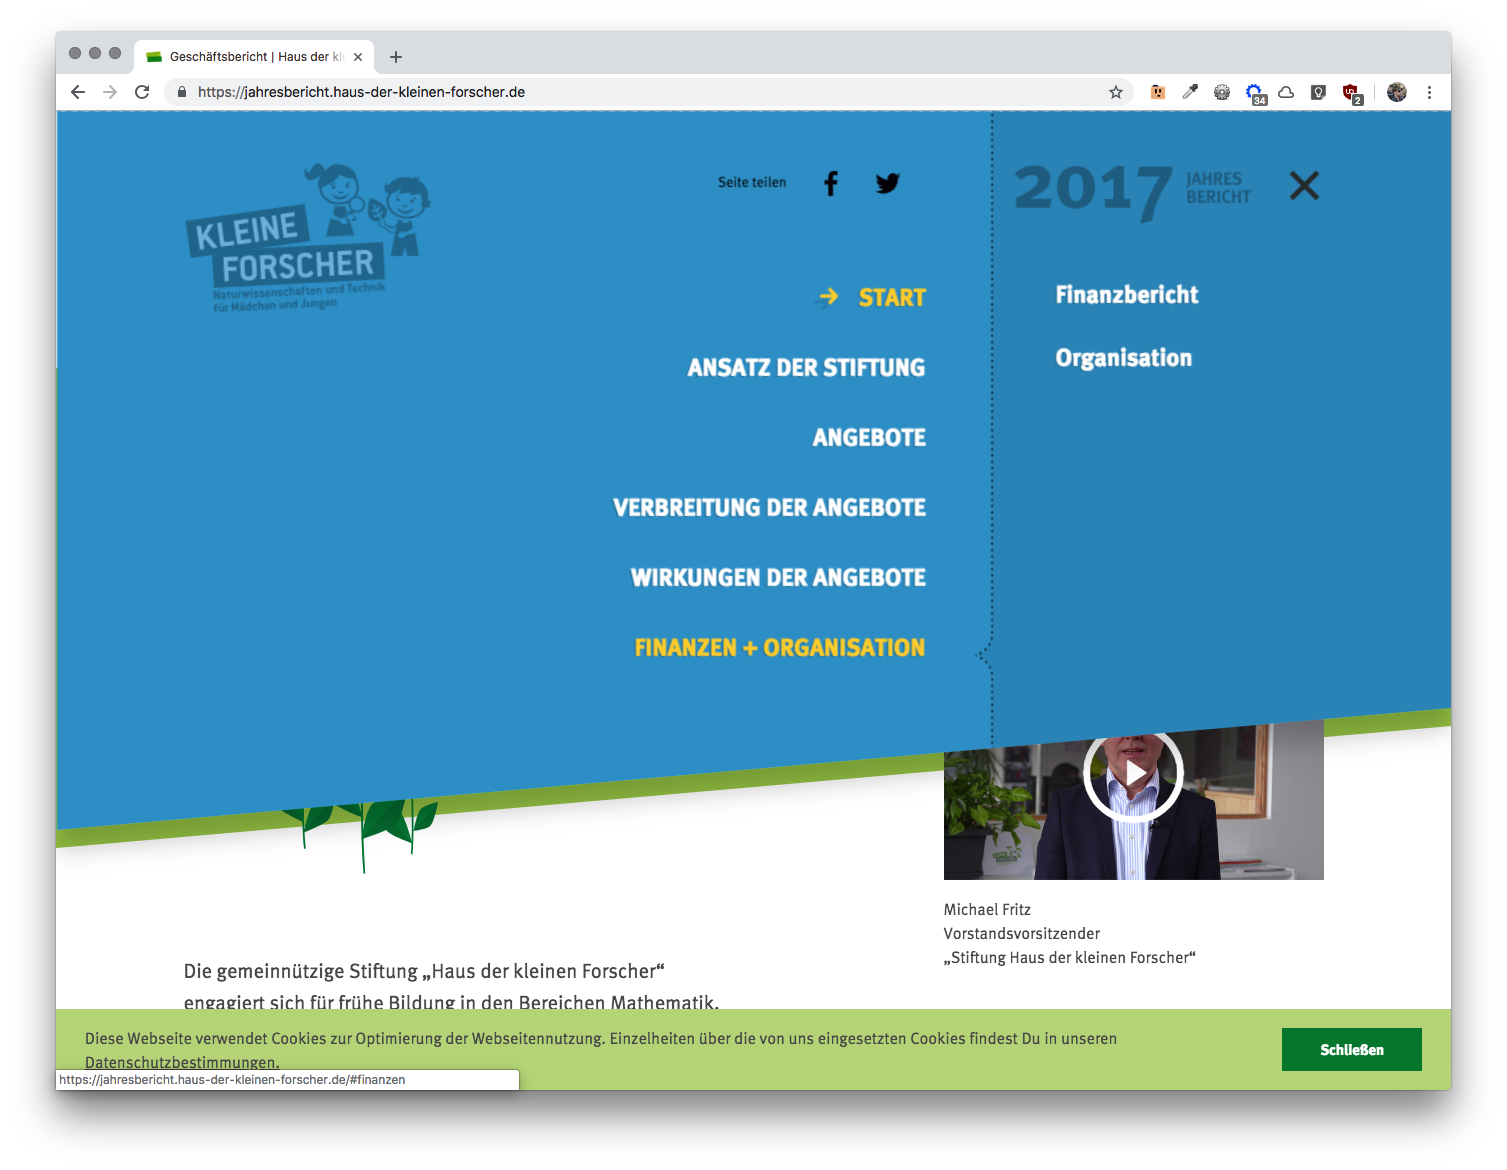 Geschäftsbericht | Haus der kle
https://jahresbericht.haus-der-kleinen-forscher.de
34
2
KLEINE
FORSCHER
Naturwissenschaften und Technik
für Mädchen und Jungen
Seite teilen
2017 JAHRES
BERICHT
START
ANSATZ DER STIFTUNG
ANGEBOTE
VERBREITUNG DER ANGEBOTE
WIRKUNGEN DER ANGEBOTE
FINANZEN + ORGANISATION
Finanzbericht
Organisation
Michael Fritz
Vorstandsvorsitzender
„Stiftung Haus der kleinen Forscher“
Die gemeinnützige Stiftung „Haus der kleinen Forscher“
engagiert sich für frühe Bildung in den Bereichen Mathematik,
Diese Webseite verwendet Cookies zur Optimierung der Webseitennutzung. Einzelheiten über die von uns eingesetzten Cookies findest Du in unseren
Datenschutzbestimmungen.
Schließen
https://jahresbericht.haus-der-kleinen-forscher.de/#finanzen